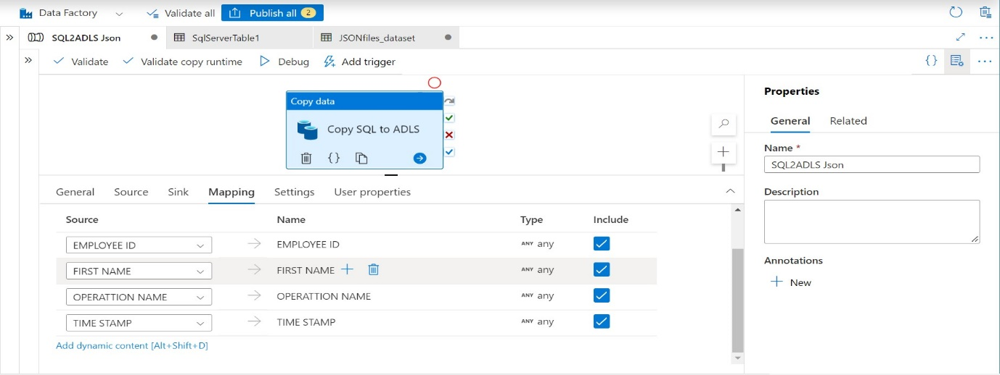 Data Factory
Validate all
Publish all 2
SQL2ADLS Json
SqlServerTable1
JSONfiles_dataset
Validate
Validate copy runtime
Debug
Add trigger
Copy data
Copy SQL to ADLS
General Source Sink Mapping Settings User properties
Source Name Type Include
EMPLOYEE ID EMPLOYEE ID ANY any
FIRST NAME FIRST NAME ANY any
OPERATTION NAME OPERATTION NAME ANY any
TIME STAMP TIME STAMP ANY any
Add dynamic content [Alt+Shift+D]
Properties
General Related
Name *
SQL2ADLS Json
Description
Annotations
New